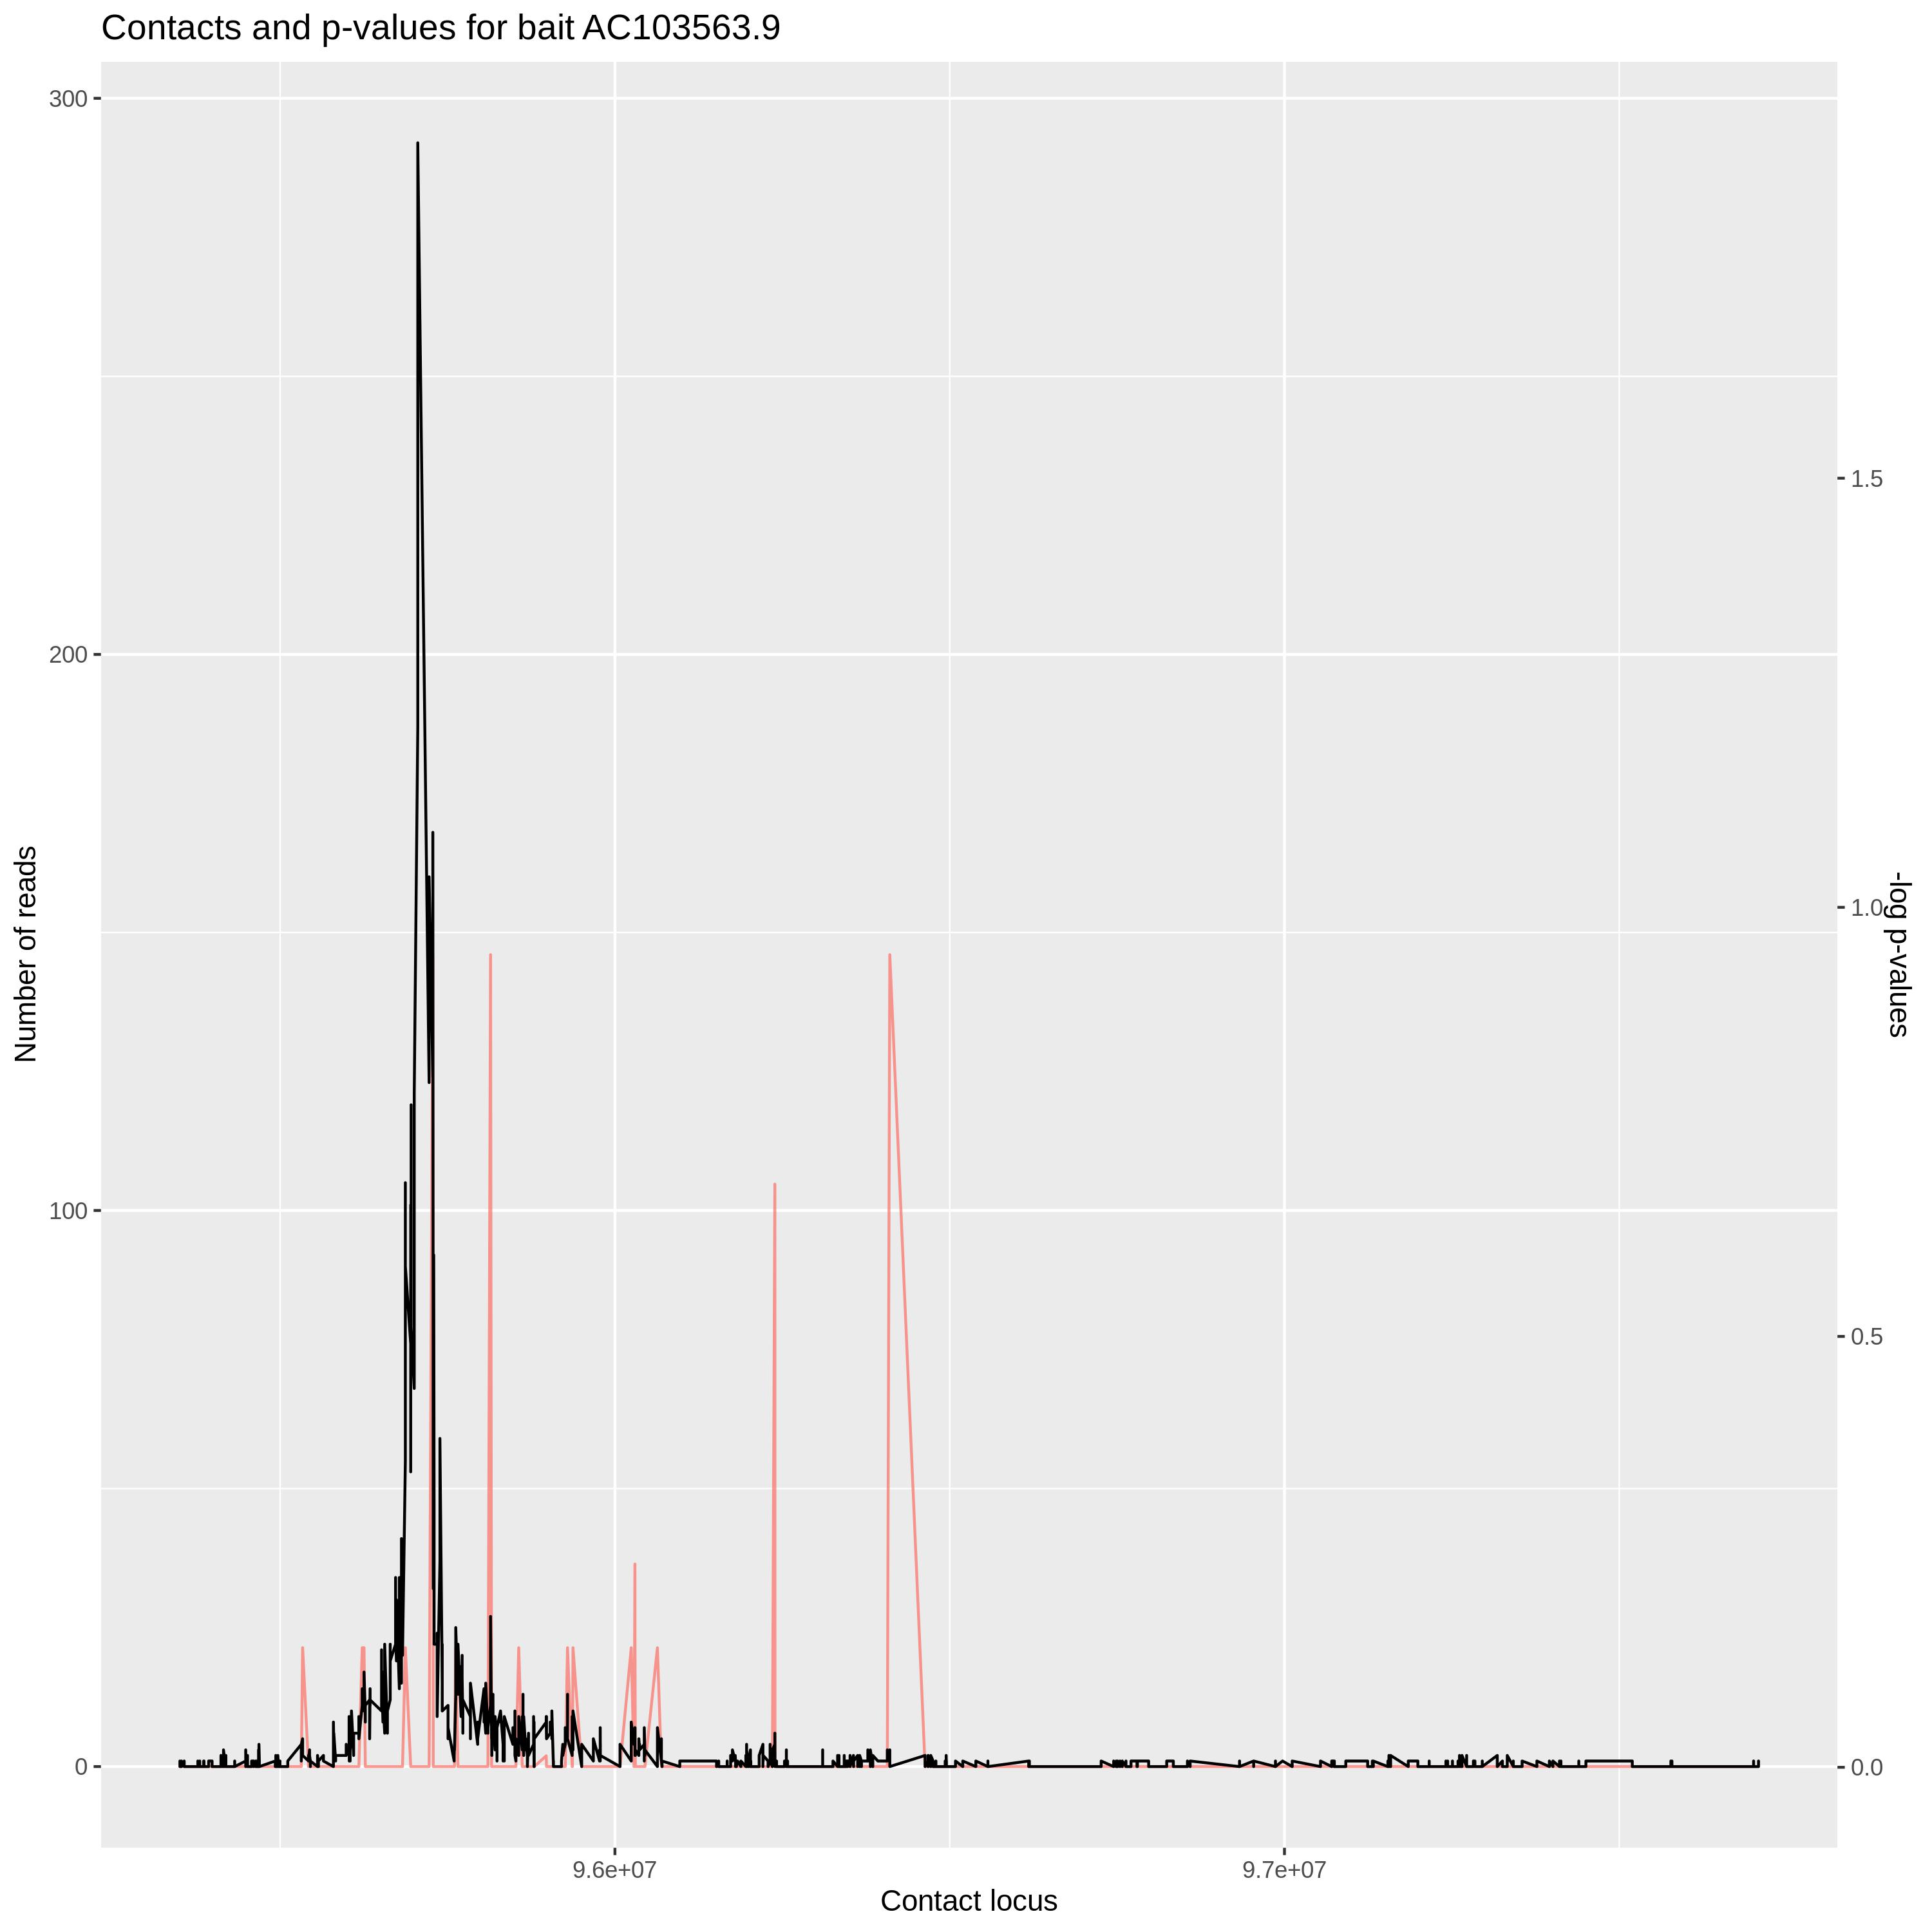 Contacts and p-values for bait AC103563.9
300
200
100
0
Number of reads
1.5
1.0
0.5
0.0
-log p-values
9.6e+07
9.7e+07
Contact locus